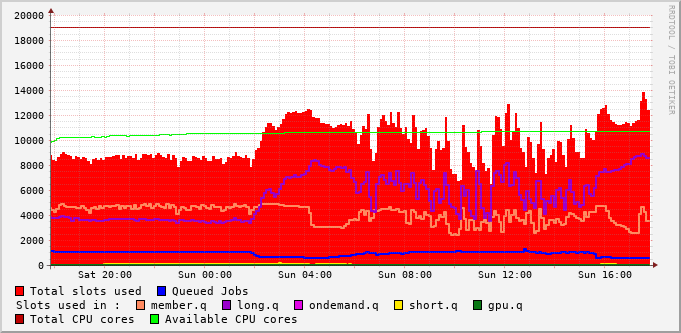 20000
18000
16000
14000
12000
10000
8000
6000
4000
2000
0
Sat 20:00 Sun 00:00 Sun 04:00 Sun 08:00 Sun 12:00 Sun 16:00
RRDTOOL / TOBI OETIKER
Total slots used Queued Jobs
Slots used in : member.q long.q ondemand.q short.q gpu.q
Total CPU cores Available CPU cores